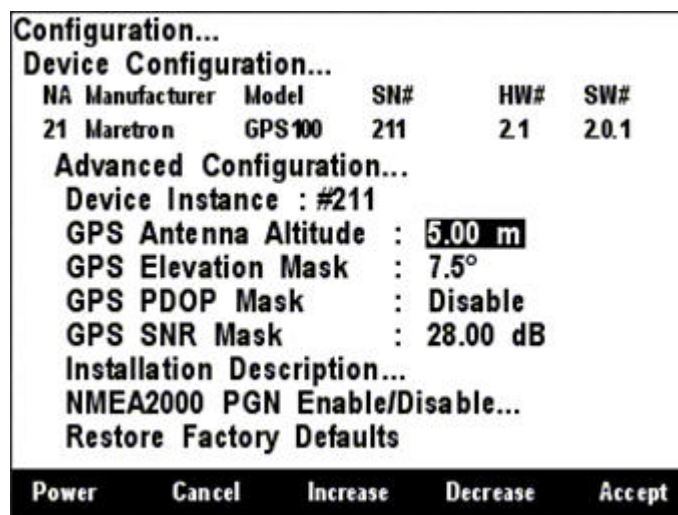 Configuration...
Device Configuration...
NA Manufacturer Model SN# HW# SW#
21 Maretron GPS100 211 2.1 2.0.1
Advanced Configuration...
Device Instance : #211
GPS Antenna Altitude : 5.00 m
GPS Elevation Mask : 7.5°
GPS PDOP Mask : Disable
GPS SNR Mask : 28.00 dB
Installation Description...
NMEA2000 PGN Enable/Disable...
Restore Factory Defaults
Power Cancel Increase Decrease Accept